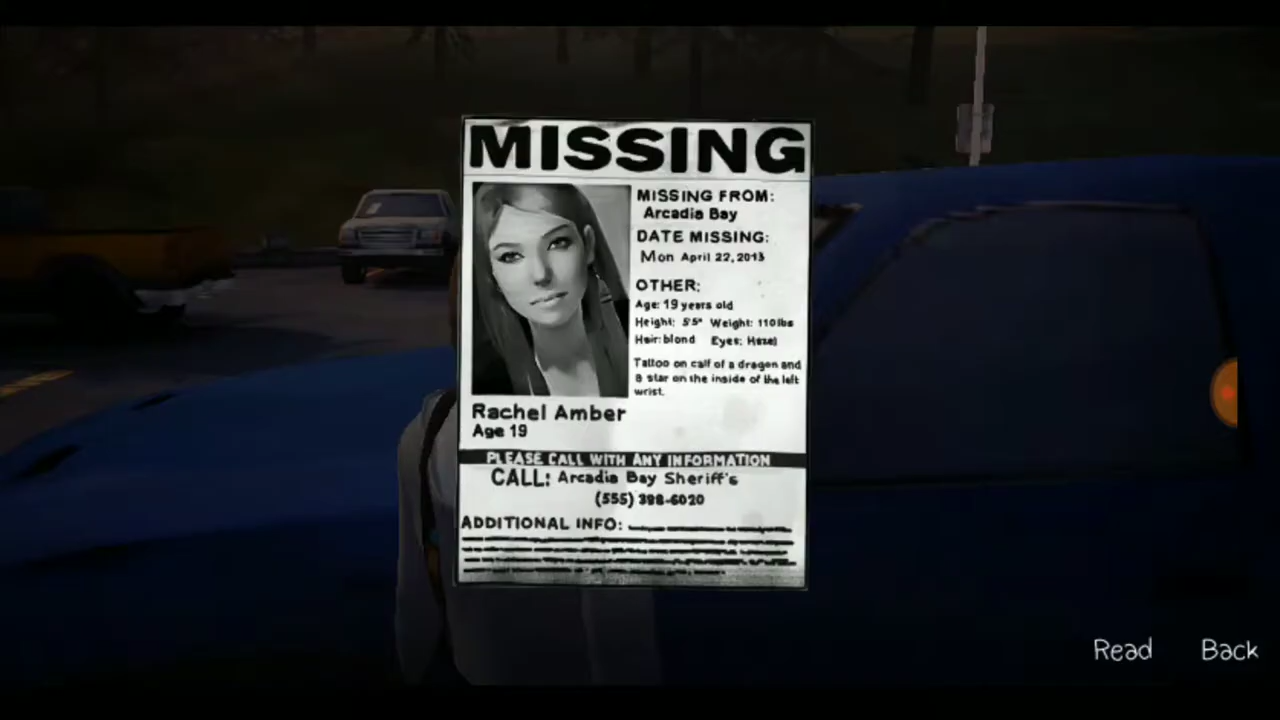 MISSING
MISSING FROM:
Arcadia Bay
DATE MISSING:
Mon April 22, 2013
OTHER:
Age: 19 years old
Height: 5'5" Weight: 110lbs
Hair: blond Eyes: Hazel
Tattoo on calf of a dragon and
a star on the inside of the left
wrist.
Rachel Amber
Age 19
PLEASE CALL WITH ANY INFORMATION
CALL: Arcadia Bay Sheriff's
(555) 398-6020
ADDITIONAL INFO:
Read Back